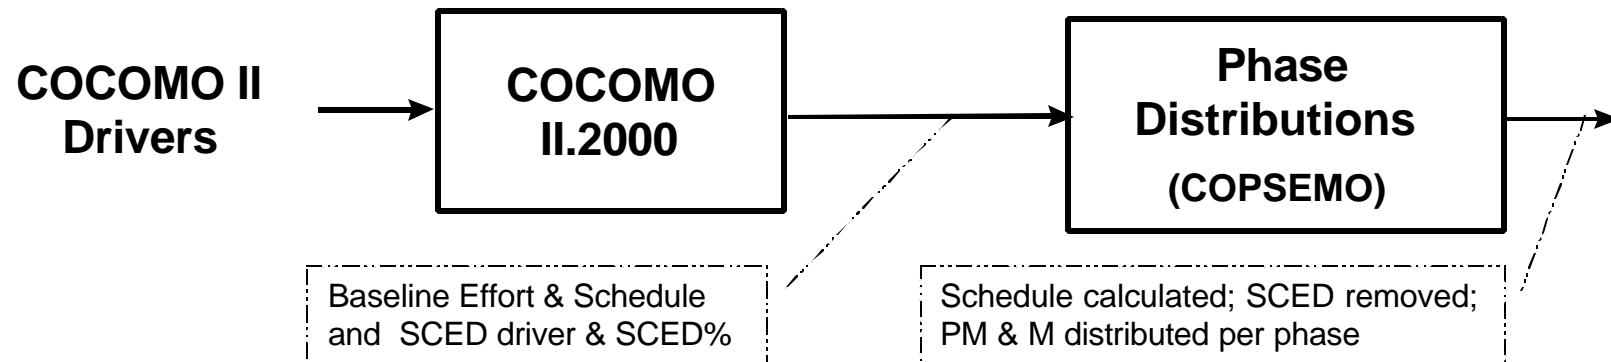 COCOMO II
Drivers
COCOMO
II.2000
Phase
Distributions
(COPSEMO)
Baseline Effort & Schedule
and SCED driver & SCED%
Schedule calculated; SCED removed;
PM & M distributed per phase